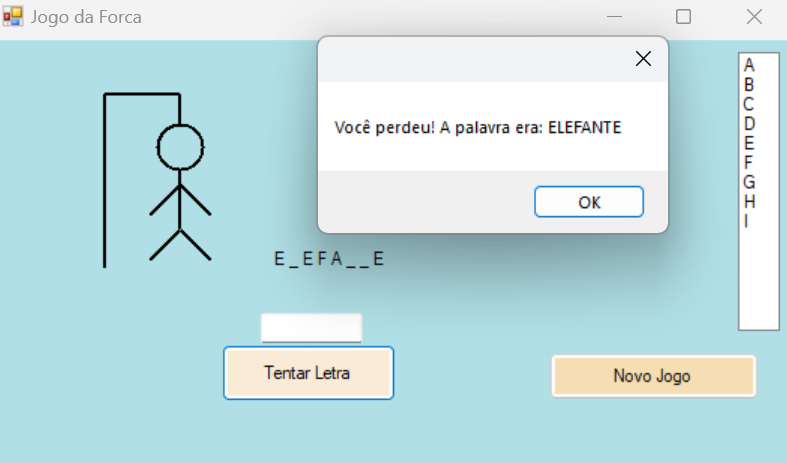 Jogo da Forca
Você perdeu! A palavra era: ELEFANTE
OK
A
B
C
D
E
F
G
H
I
E _ E F A _ _ E
Tentar Letra
Novo Jogo